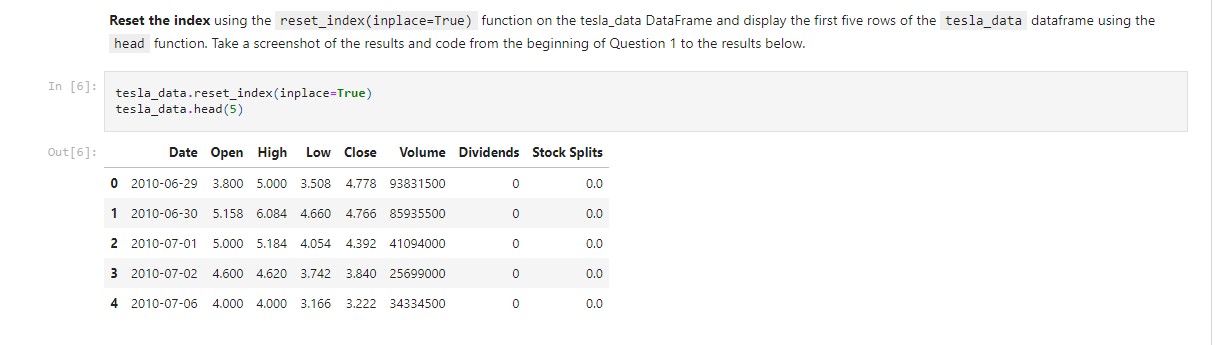 Reset the index using the reset_index(inplace=True) function on the tesla_data DataFrame and display the first five rows of the tesla_data dataframe using the
head function. Take a screenshot of the results and code from the beginning of Question 1 to the results below.
In [6]:
tesla_data.reset_index(inplace=True)
tesla_data.head(5)
Out[6]:
Date Open High Low Close Volume Dividends Stock Splits
0 2010-06-29 3.800 5.000 3.508 4.778 93831500 0 0.0
1 2010-06-30 5.158 6.084 4.660 4.766 85935500 0 0.0
2 2010-07-01 5.000 5.184 4.054 4.392 41094000 0 0.0
3 2010-07-02 4.600 4.620 3.742 3.840 25699000 0 0.0
4 2010-07-06 4.000 4.000 3.166 3.222 34334500 0 0.0